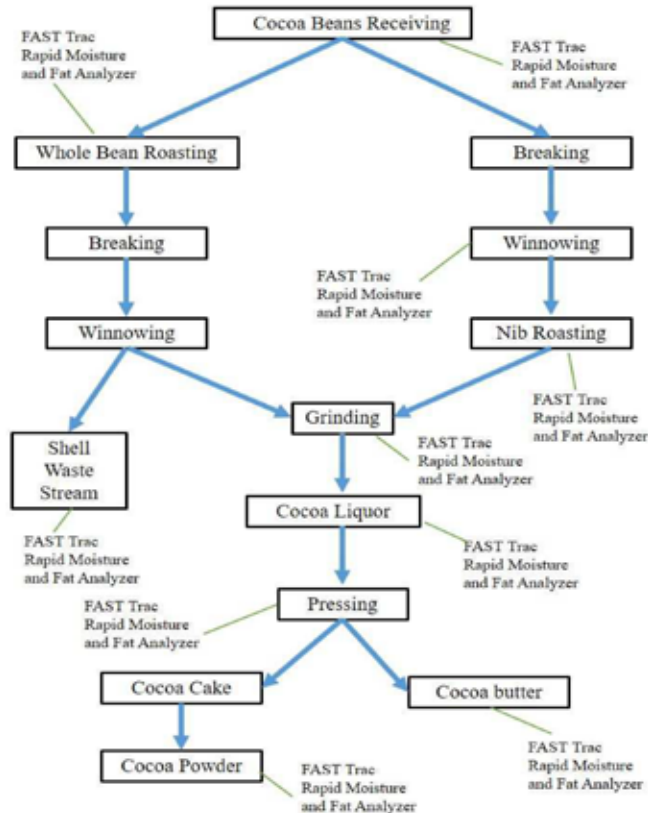 Cocoa Beans Receiving
FAST Trac
Rapid Moisture
and Fat Analyzer
FAST Trac
Rapid Moisture
and Fat Analyzer
Whole Bean Roasting
Breaking
Breaking
Winnowing
FAST Trac
Rapid Moisture
and Fat Analyzer
Winnowing
Nib Roasting
FAST Trac
Rapid Moisture
and Fat Analyzer
Grinding
Shell
Waste
Stream
FAST Trac
Rapid Moisture
and Fat Analyzer
Cocoa Liquor
FAST Trac
Rapid Moisture
and Fat Analyzer
FAST Trac
Rapid Moisture
and Fat Analyzer
Pressing
FAST Trac
Rapid Moisture
and Fat Analyzer
Cocoa Cake
Cocoa butter
Cocoa Powder
FAST Trac
Rapid Moisture
and Fat Analyzer
FAST Trac
Rapid Moisture
and Fat Analyzer